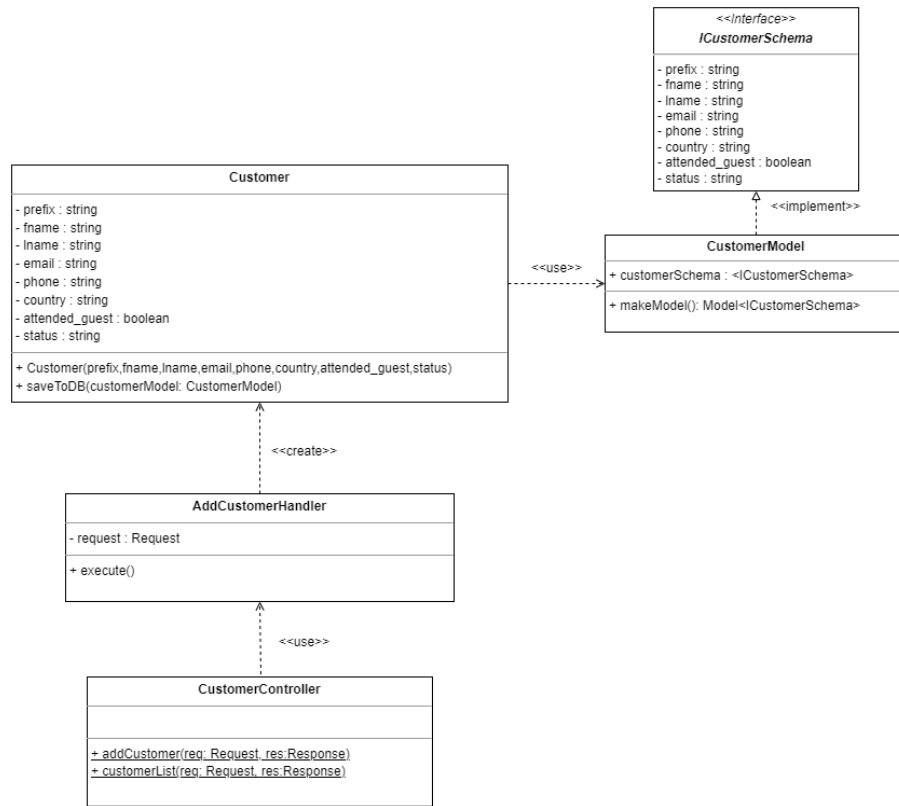 <<Interface>>
ICustomerSchema
- prefix : string
- fname : string
- lname : string
- email : string
- phone : string
- country : string
- attended_guest : boolean
- status : string
<<implement>>
Customer
- prefix : string
- fname : string
- lname : string
- email : string
- phone : string
- country : string
- attended_guest : boolean
- status : string
+ Customer(prefix,fname,lname,email,phone,country,attended_guest,status)
+ saveToDB(customerModel: CustomerModel)
<<use>>
CustomerModel
+ customerSchema : <ICustomerSchema>
+ makeModel(): Model<ICustomerSchema>
<<create>>
AddCustomerHandler
- request : Request
+ execute()
<<use>>
CustomerController
+ addCustomer(req: Request, res:Response)
+ customerList(req: Request, res:Response)